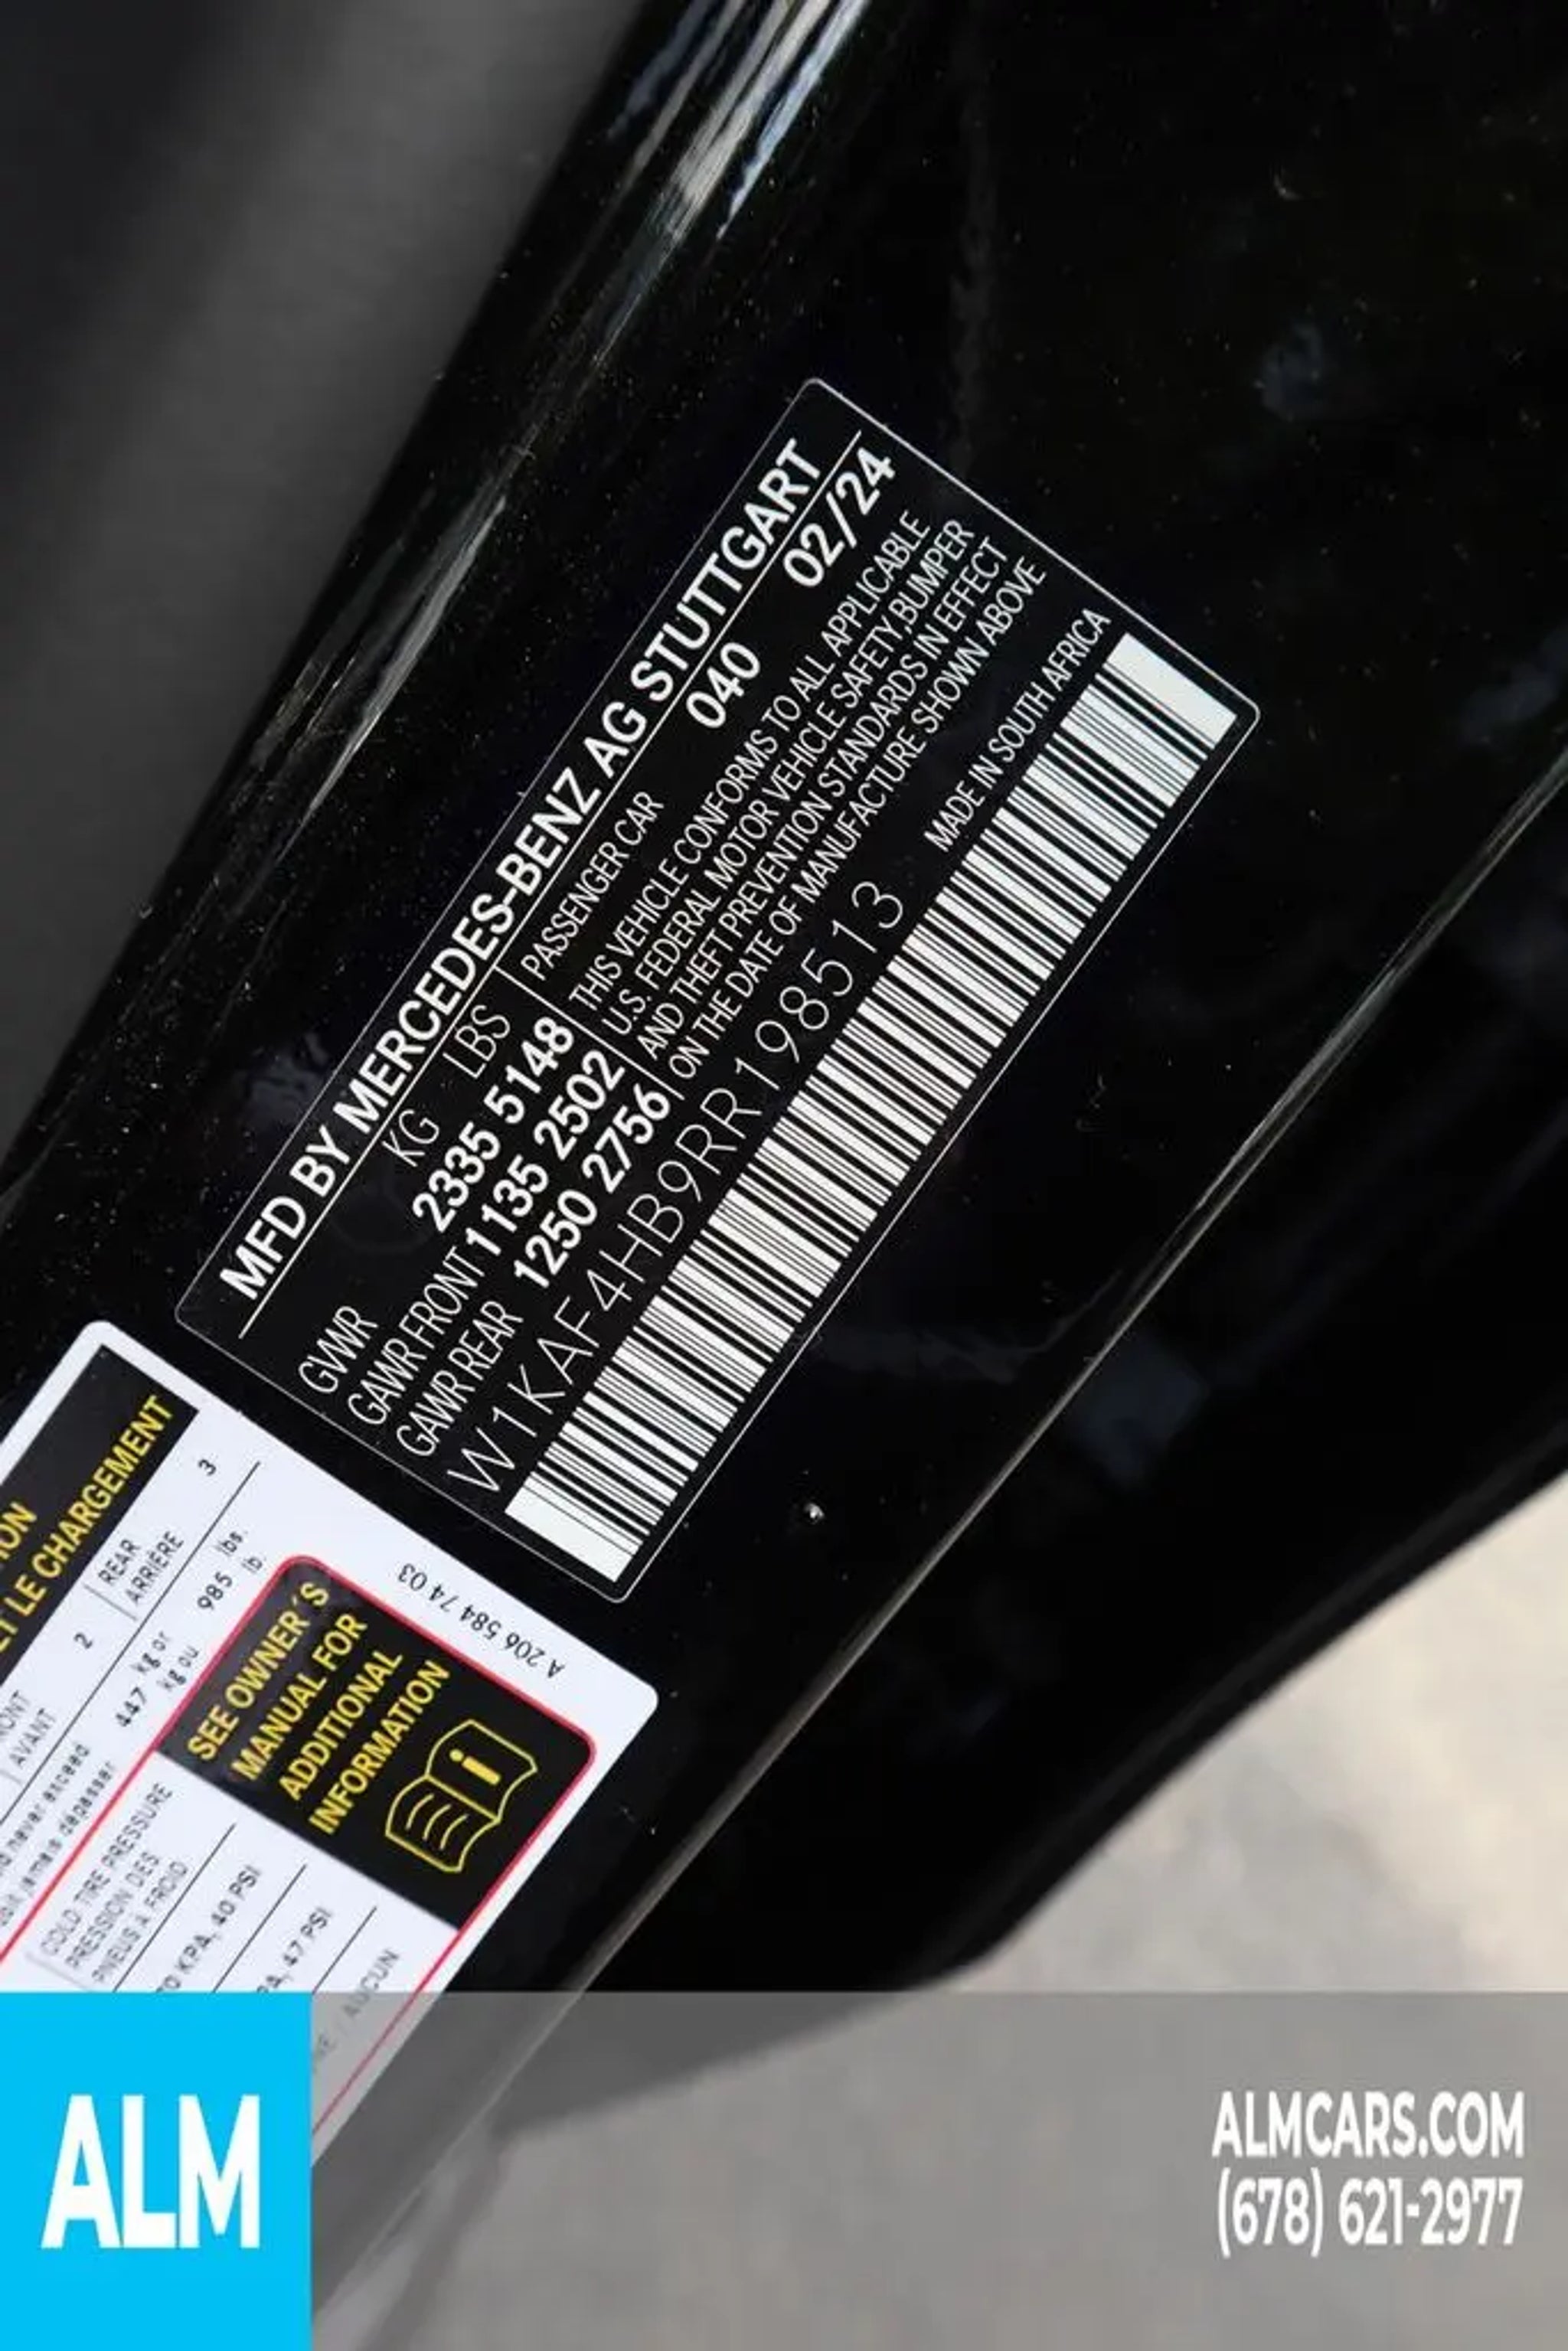 MFD BY MERCEDES-BENZ AG STUTTGART
KG LBS
GVWR 2335 5148
GAWR FRONT 1135 2502
GAWR REAR 1250 2756
PASSENGER CAR 040 02/24
THIS VEHICLE CONFORMS TO ALL APPLICABLE
U.S. FEDERAL MOTOR VEHICLE SAFETY,BUMPER
AND THEFT PREVENTION STANDARDS IN EFFECT
ON THE DATE OF MANUFACTURE SHOWN ABOVE
W1KAF4HB9RR198513
MADE IN SOUTH AFRICA
LE CHARGEMENT
2 REAR 3
AVANT ARRIÈRE
never exceed 447 kg or 985 lbs.
jamais dépasser kg ou lb.
COLD TIRE PRESSURE
PRESSION DES
PNEUS À FROID
KPA, 40 PSI
47 PSI
AUCUN
SEE OWNER'S
MANUAL FOR
ADDITIONAL
INFORMATION
i
A 206 584 74 03
ALM
ALMCARS.COM
(678) 621-2977